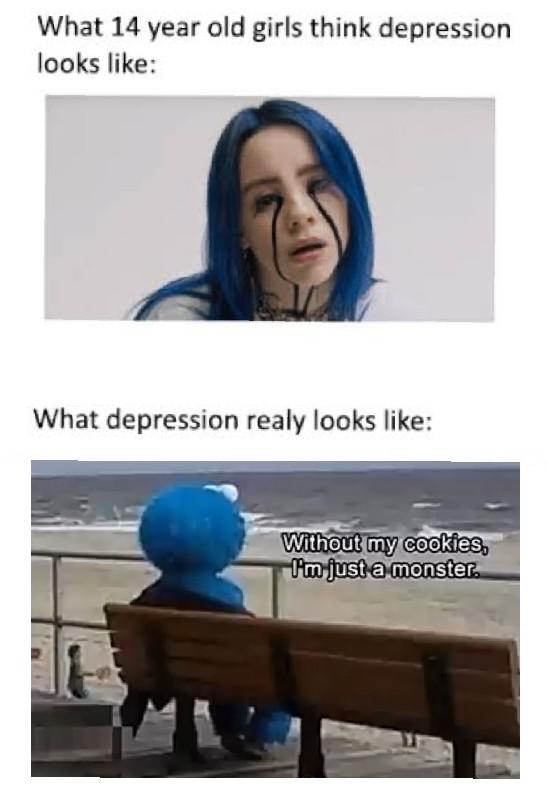 What 14 year old girls think depression
looks like:
What depression realy looks like:
Without my cookies,
I'm just a monster.